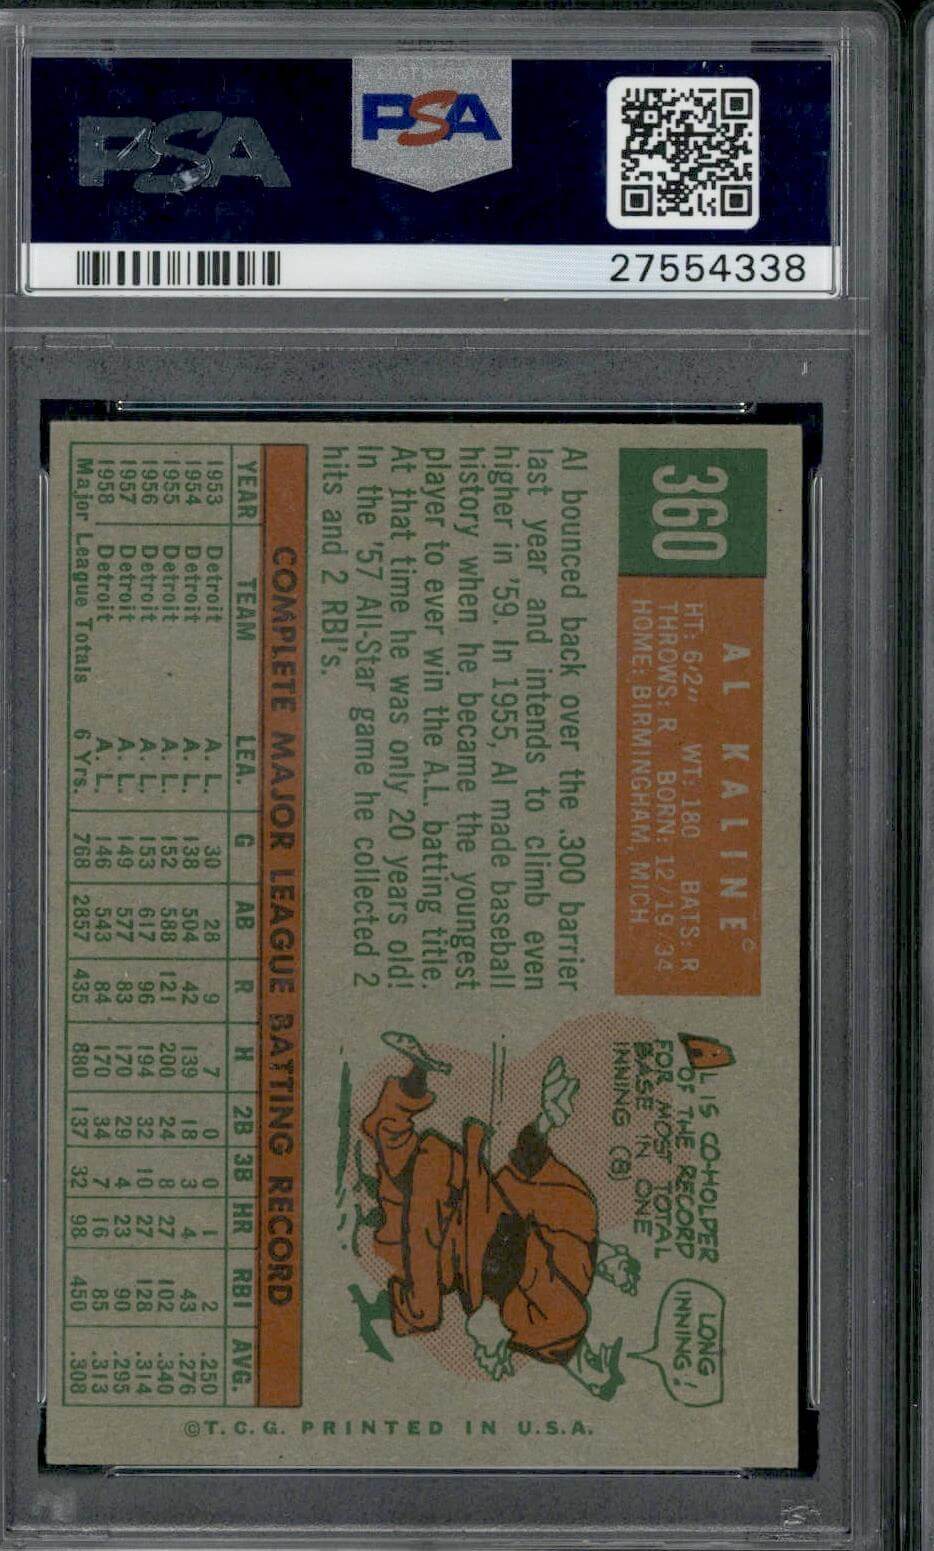 PSA
PSA
27554338
360
AL KALINE©
HT: 6'2" WT: 180 BATS: R
THROWS: R BORN: 12/19/34
HOME: BIRMINGHAM, MICH.
Al bounced back over the .300 barrier
last year and intends to climb even
higher in '59. In 1955, Al made baseball
history when he became the youngest
player to ever win the A.L. batting title.
At that time he was only 20 years old!
In the '57 All-Star game he collected 2
hits and 2 RBI's.
AL IS CO-HOLDER
OF THE RECORD
FOR MOST TOTAL
BASE IN ONE
INNING (8)
LONG
INNING!
COMPLETE MAJOR LEAGUE BATTING RECORD
YEAR TEAM LEA. G AB R H 2B 3B HR RBI AVG.
1953 Detroit A. L. 30 28 9 7 0 0 1 2 .250
1954 Detroit A. L. 138 504 42 139 18 3 4 43 .276
1955 Detroit A. L. 152 588 121 200 24 8 27 102 .340
1956 Detroit A. L. 153 617 96 194 32 10 27 128 .314
1957 Detroit A. L. 149 577 83 170 29 4 23 90 .295
1958 Detroit A. L. 146 543 84 170 34 7 16 85 .313
Major League Totals 6 Yrs. 768 2857 435 880 137 32 98 450 .308
©T. C. G. PRINTED IN U.S.A.